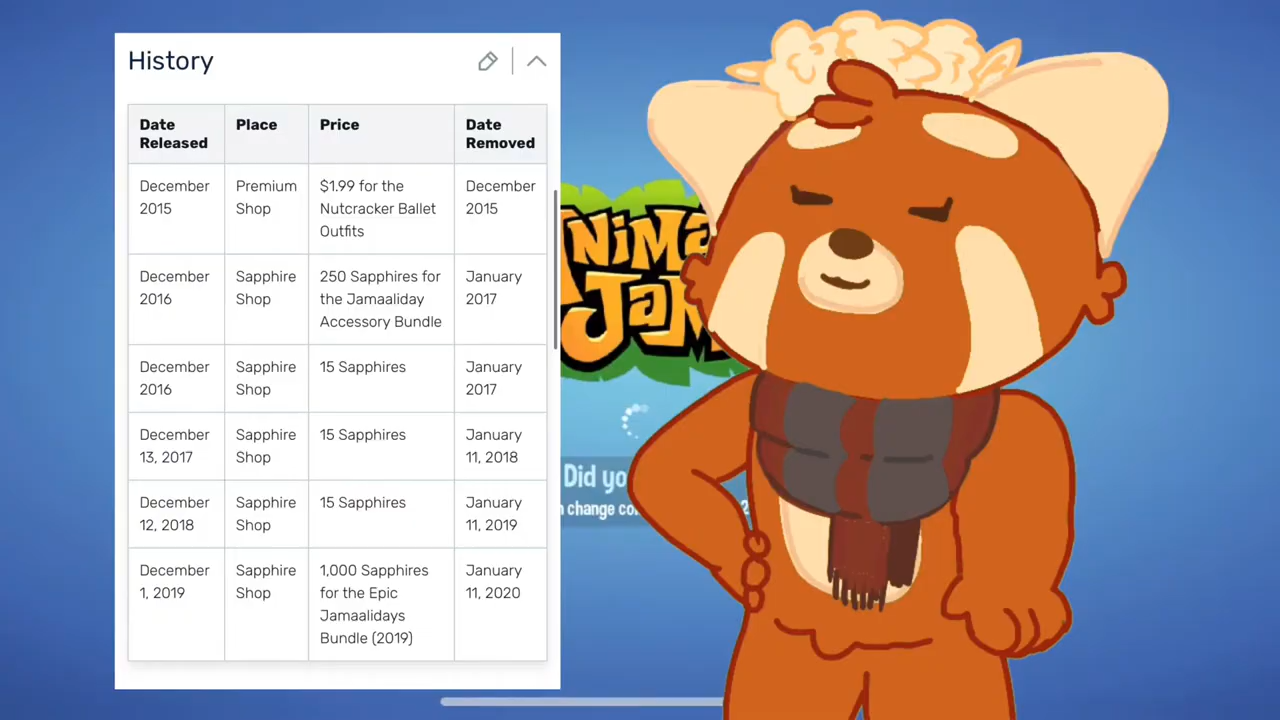 History
Date Released | Place | Price | Date Removed
December 2015 | Premium Shop | $1.99 for the Nutcracker Ballet Outfits | December 2015
December 2016 | Sapphire Shop | 250 Sapphires for the Jamaaliday Accessory Bundle | January 2017
December 2016 | Sapphire Shop | 15 Sapphires | January 2017
December 13, 2017 | Sapphire Shop | 15 Sapphires | January 11, 2018
December 12, 2018 | Sapphire Shop | 15 Sapphires | January 11, 2019
December 1, 2019 | Sapphire Shop | 1,000 Sapphires for the Epic Jamaalidays Bundle (2019) | January 11, 2020
Did
change